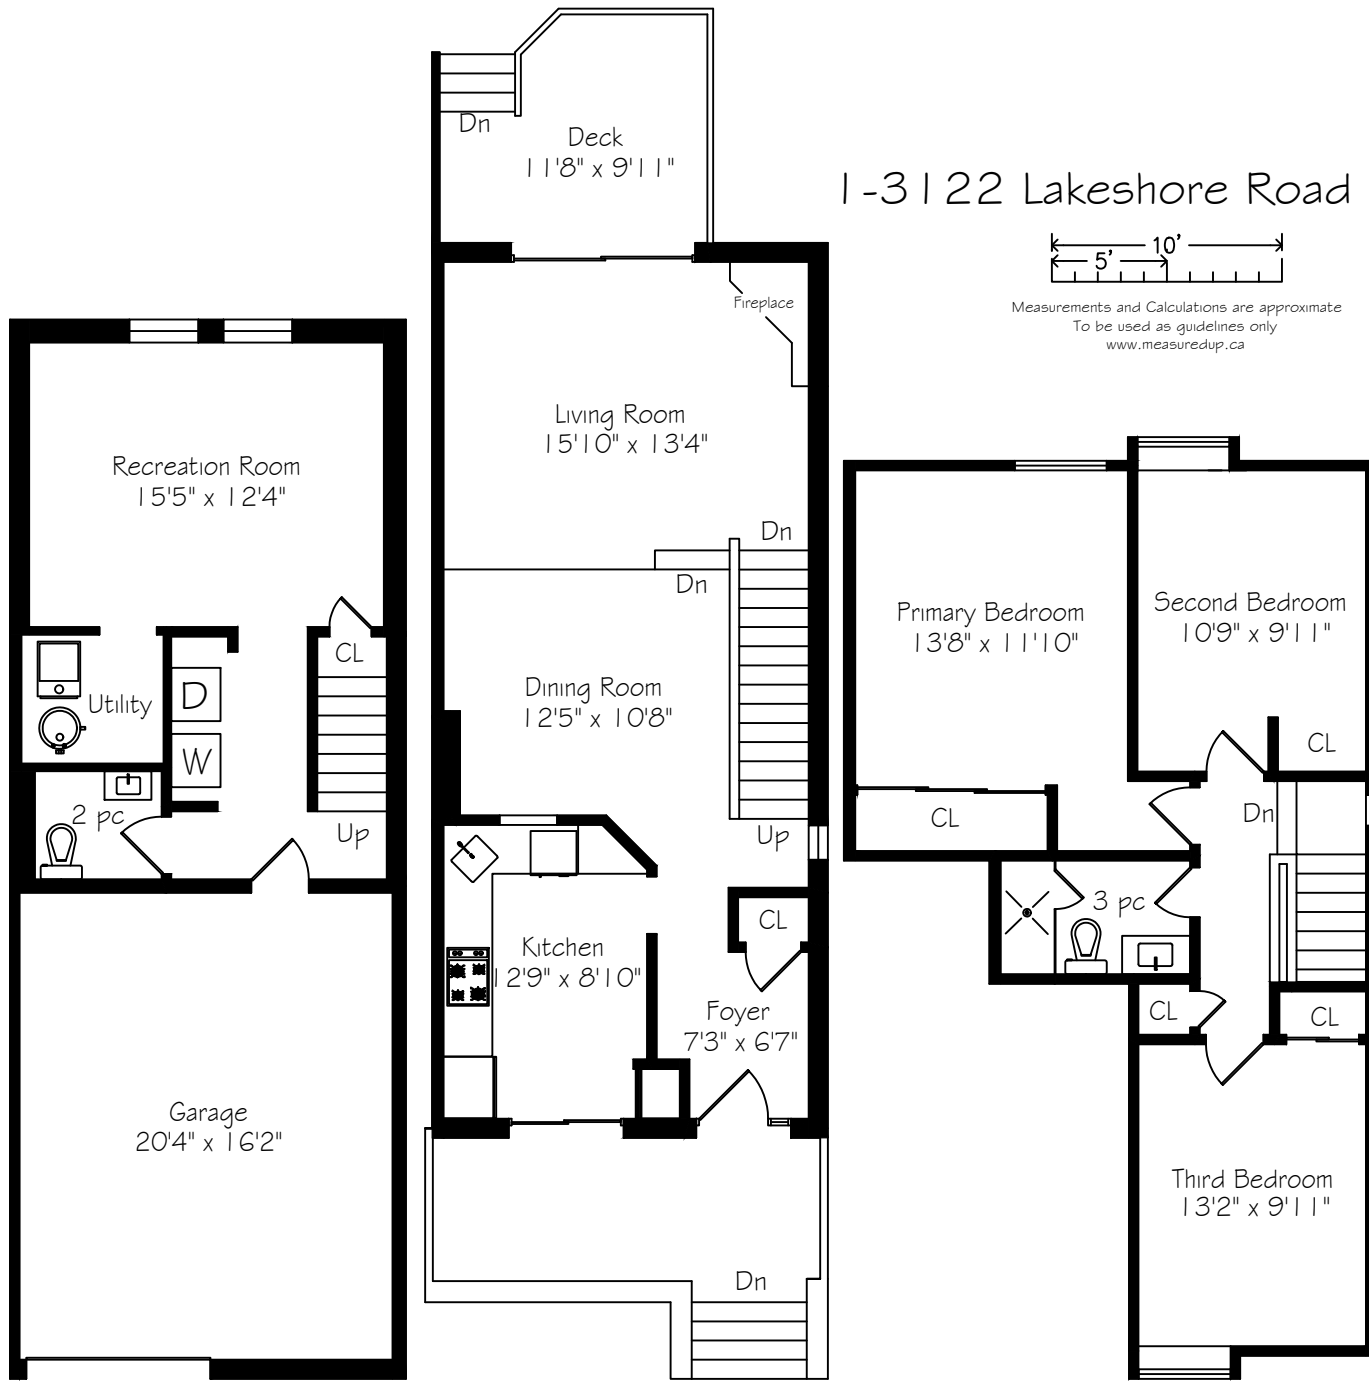 1-3122 Lakeshore Road
10'
5'
Measurements and Calculations are approximate
To be used as guidelines only
www.measuredup.ca
Recreation Room
15'5" x 12'4"
CL
Utility
D
W
2 pc
Up
Garage
20'4" x 16'2"
Dn
Deck
11'8" x 9'11"
Fireplace
Living Room
15'10" x 13'4"
Dn
Dn
Dining Room
12'5" x 10'8"
Up
CL
Kitchen
12'9" x 8'10"
Foyer
7'3" x 6'7"
Dn
Primary Bedroom
13'8" x 11'10"
Second Bedroom
10'9" x 9'11"
CL
CL
Dn
3 pc
CL
CL
Third Bedroom
13'2" x 9'11"